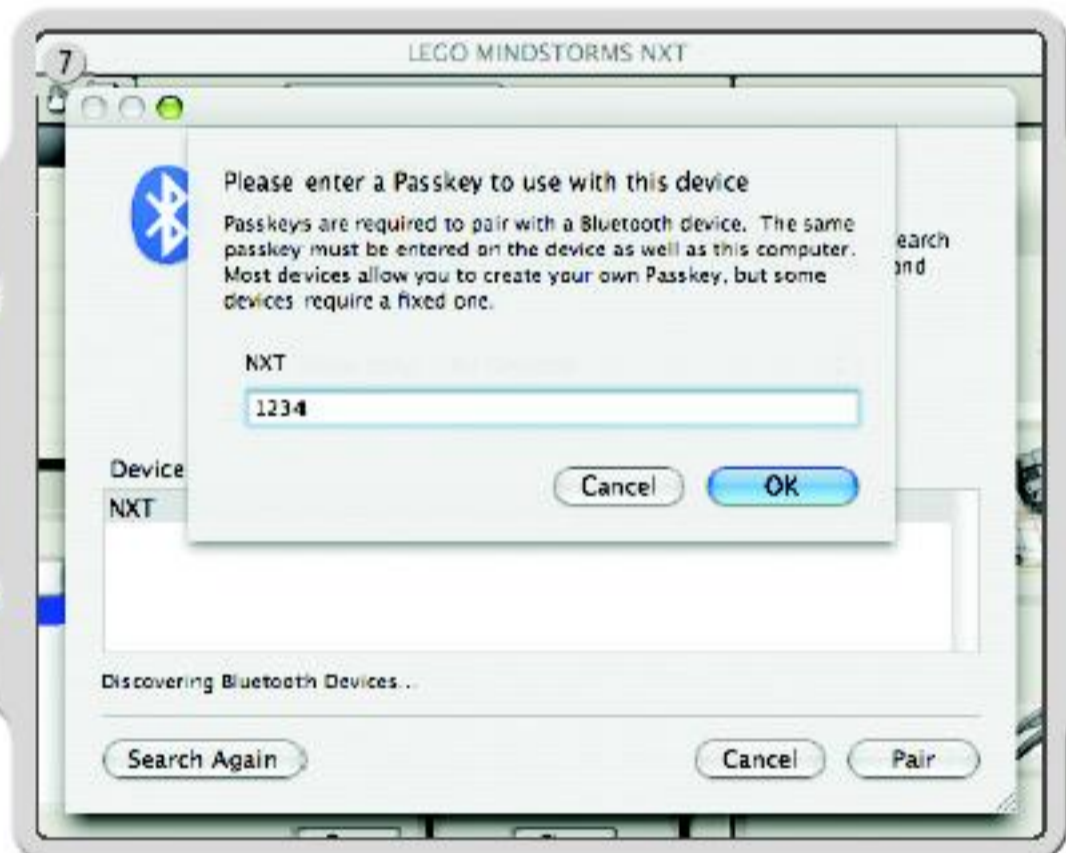 7
LEGO MINDSTORMS NXT
Please enter a Passkey to use with this device
Passkeys are required to pair with a Bluetooth device. The same
passkey must be entered on the device as well as this computer.
Most devices allow you to create your own Passkey, but some
devices require a fixed one.
earch
and
NXT
1234
Cancel
OK
Device
NXT
Discovering Bluetooth Devices...
Search Again
Cancel
Pair